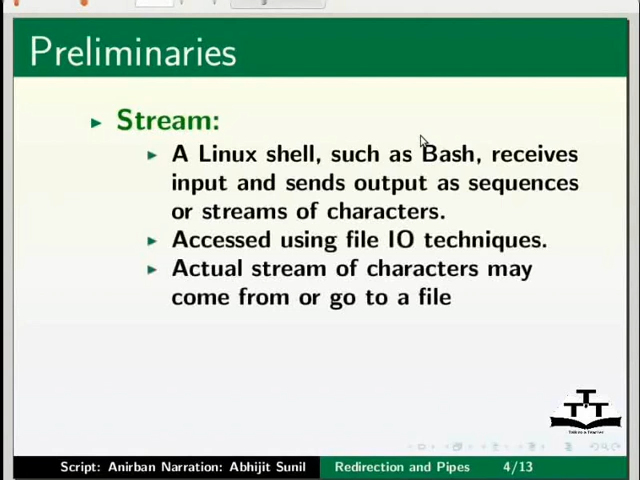 Preliminaries
Stream:
A Linux shell, such as Bash, receives
input and sends output as sequences
or streams of characters.
Accessed using file IO techniques.
Actual stream of characters may
come from or go to a file
TTT
Script: Anirban Narration: Abhijit Sunil Redirection and Pipes 4/13